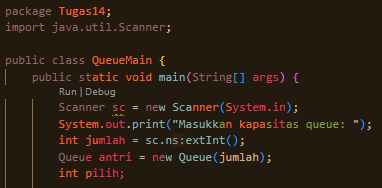 package Tugas14;
import java.util.Scanner;
public class QueueMain {
public static void main(String[] args) {
Run | Debug
Scanner sc = new Scanner(System.in);
System.out.print("Masukkan kapasitas queue: ");
int jumlah = sc.ns:extInt();
Queue antri = new Queue(jumlah);
int pilih;